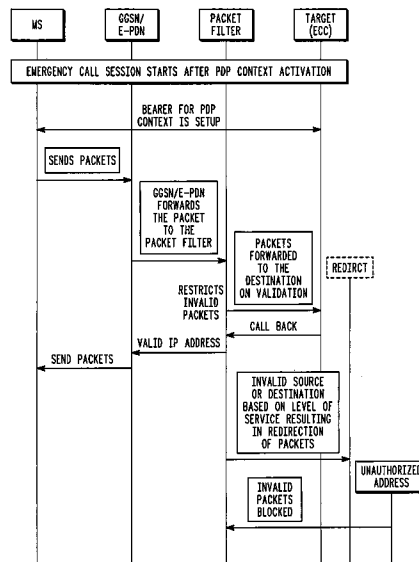 MS
GGSN/
E-PDN
PACKET
FILTER
TARGET
(ECC)
EMERGENCY CALL SESSION STARTS AFTER PDP CONTEXT ACTIVATION
BEARER FOR PDP
CONTEXT IS SETUP
SENDS PACKETS
GGSN/E-PDN
FORWARDS
THE PACKET
TO THE
PACKET FILTER
PACKETS
FORWARDED
TO THE
DESTINATION
ON VALIDATION
REDIRCT
RESTRICTS
INVALID
PACKETS
CALL BACK
VALID IP ADDRESS
SEND PACKETS
INVALID SOURCE
OR DESTINATION
BASED ON LEVEL OF
SERVICE RESULTING
IN REDIRECTION
OF PACKETS
UNAUTHORIZED
ADDRESS
INVALID
PACKETS
BLOCKED